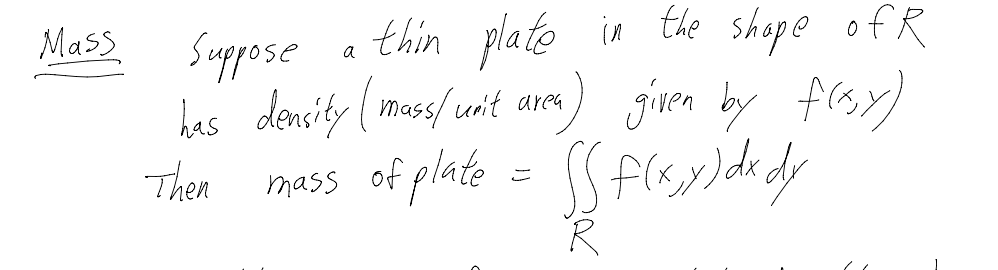 Mass Suppose a thin plate in the shape of R
has density (mass/unit area) given by f(x,y)
Then mass of plate = ∬ f(x,y) dx dy
R